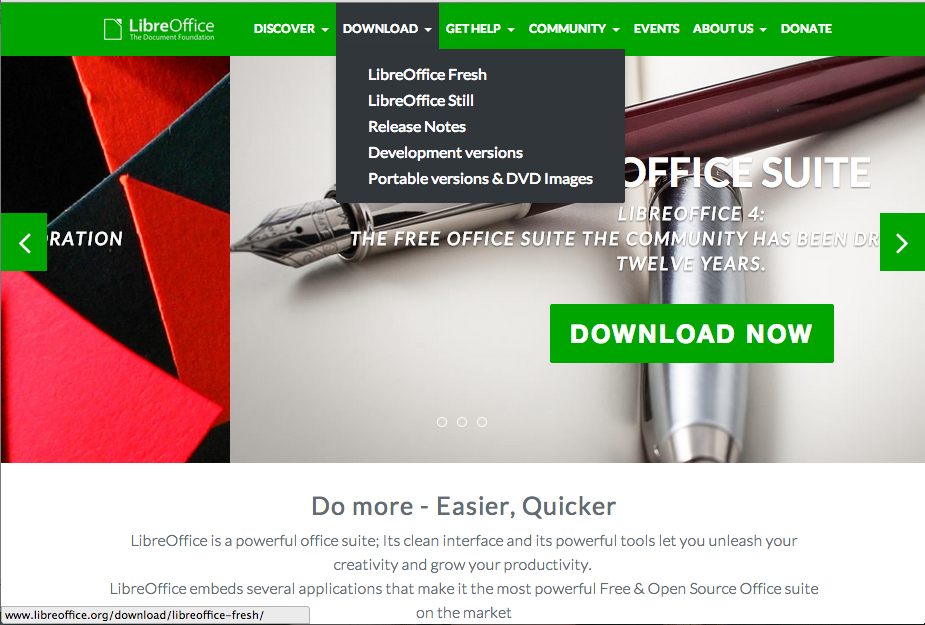 LibreOffice
The Document Foundation
DISCOVER DOWNLOAD GET HELP COMMUNITY EVENTS ABOUT US DONATE
LibreOffice Fresh
LibreOffice Still
Release Notes
Development versions
Portable versions & DVD Images
OFFICE SUITE
LIBREOFFICE 4:
THE FREE OFFICE SUITE THE COMMUNITY HAS BEEN DR
TWELVE YEARS.
RATION
DOWNLOAD NOW
Do more - Easier, Quicker
LibreOffice is a powerful office suite; Its clean interface and its powerful tools let you unleash your
creativity and grow your productivity.
LibreOffice embeds several applications that make it the most powerful Free & Open Source Office suite
on the market
www.libreoffice.org/download/libreoffice-fresh/